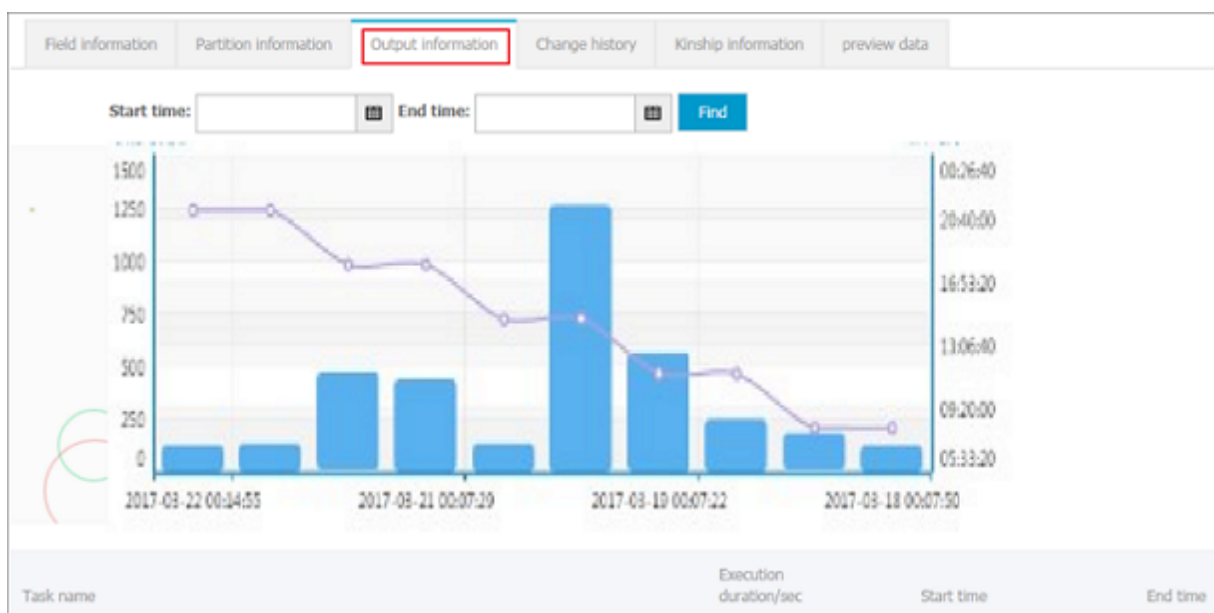 Field information Partition information Output information Change history Kinship information preview data
Start time: End time: Find
1500 00:26:40
1250 20:40:00
1000 16:53:20
750 13:06:40
500 09:20:00
250 05:33:20
0
2017-03-22 00:14:55 2017-03-21 00:07:29 2017-03-19 00:07:22 2017-03-18 00:07:50
Execution
Task name duration/sec Start time End time